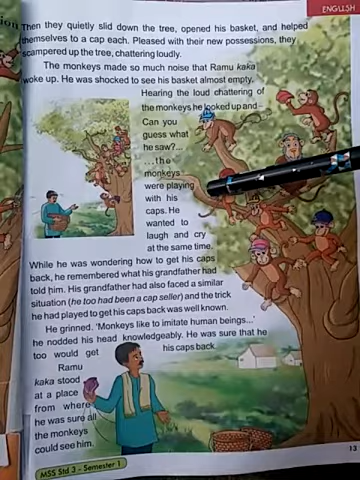 ENGLISH
ion
Then they quietly slid down the tree, opened his basket, and helped
themselves to a cap each. Pleased with their new possessions, they
scampered up the tree, chattering loudly.
The monkeys made so much noise that Ramu kaka
woke up. He was shocked to see his basket almost empty.
Hearing the loud chattering of
the monkeys he looked up and –
Can you
guess what
he saw?...
...the
monkeys
were playing
with his
caps. He
wanted to
laugh and cry
at the same time.
While he was wondering how to get his caps
back, he remembered what his grandfather had
told him. His grandfather had also faced a similar
situation (he too had been a cap seller) and the trick
he had played to get his caps back was well known.
He grinned. 'Monkeys like to imitate human beings...'
he nodded his head knowledgeably. He was sure that he
too would get his caps back.
Ramu
kaka stood
at a place
from where
he was sure all
the monkeys
could see him.
MSS Std 3 - Semester 1
13